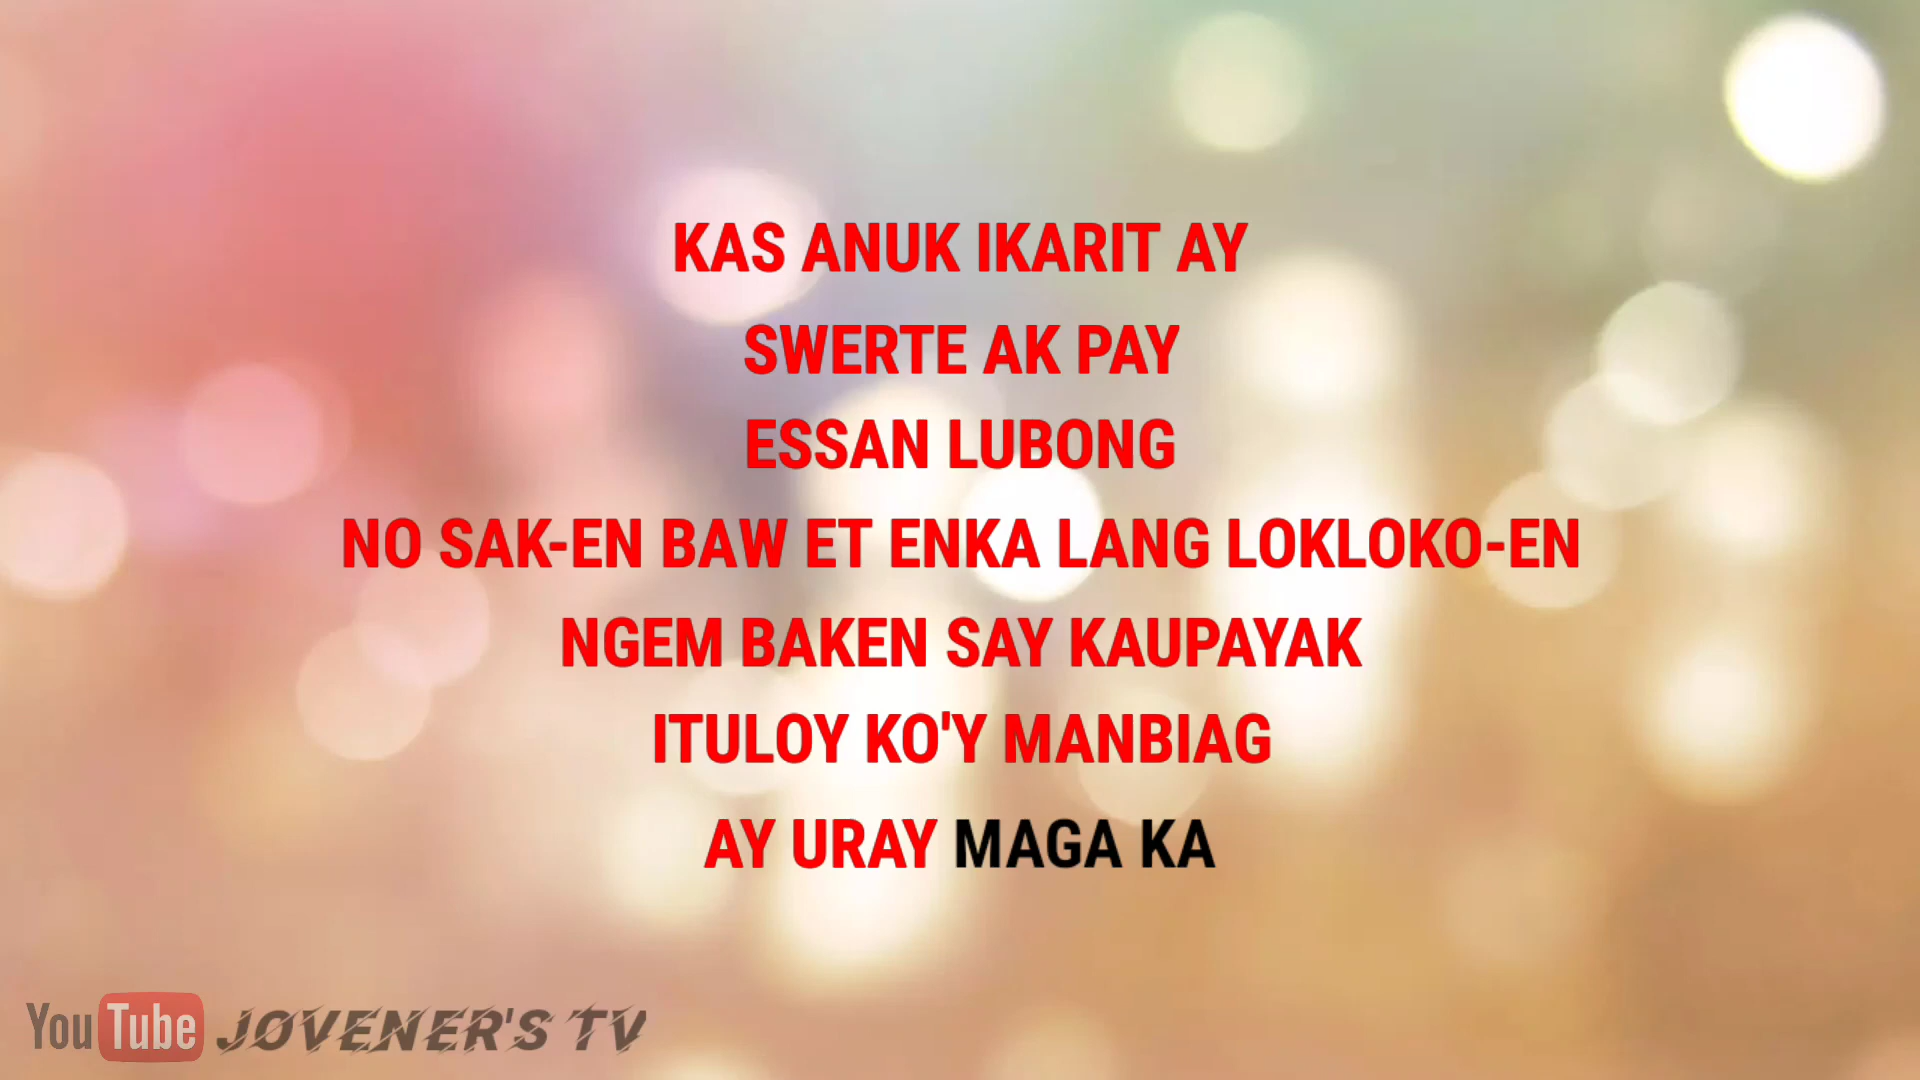 KAS ANUK IKARIT AY
SWERTE AK PAY
ESSAN LUBONG
NO SAK-EN BAW ET ENKA LANG LOKLOKO-EN
NGEM BAKEN SAY KAUPAYAK
ITULOY KO'Y MANBIAG
AY URAY MAGA KA
YouTube JOVENER'S TV